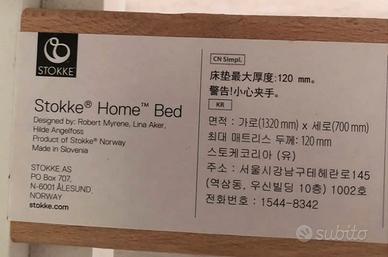 STOKKE
Stokke® Home™ Bed
Designed by: Robert Myrene, Lina Aker,
Hilde Angelfoss
Product of Stokke® Norway
Made in Slovenia
STOKKE AS
PO Box 707,
N-6001 ÅLESUND
NORWAY
stokke.com
CN Simpl.
床垫最大厚度:120 mm。
警告!小心夹手。
KR
면적 : 가로(1320 mm) x 세로(700 mm)
최대 매트리스 두께: 120 mm
스토케코리아 (유)
주소 : 서울시강남구테헤란로145
(역삼동, 우신빌딩 10층) 1002호
전화번호 : 1544-8342
subito